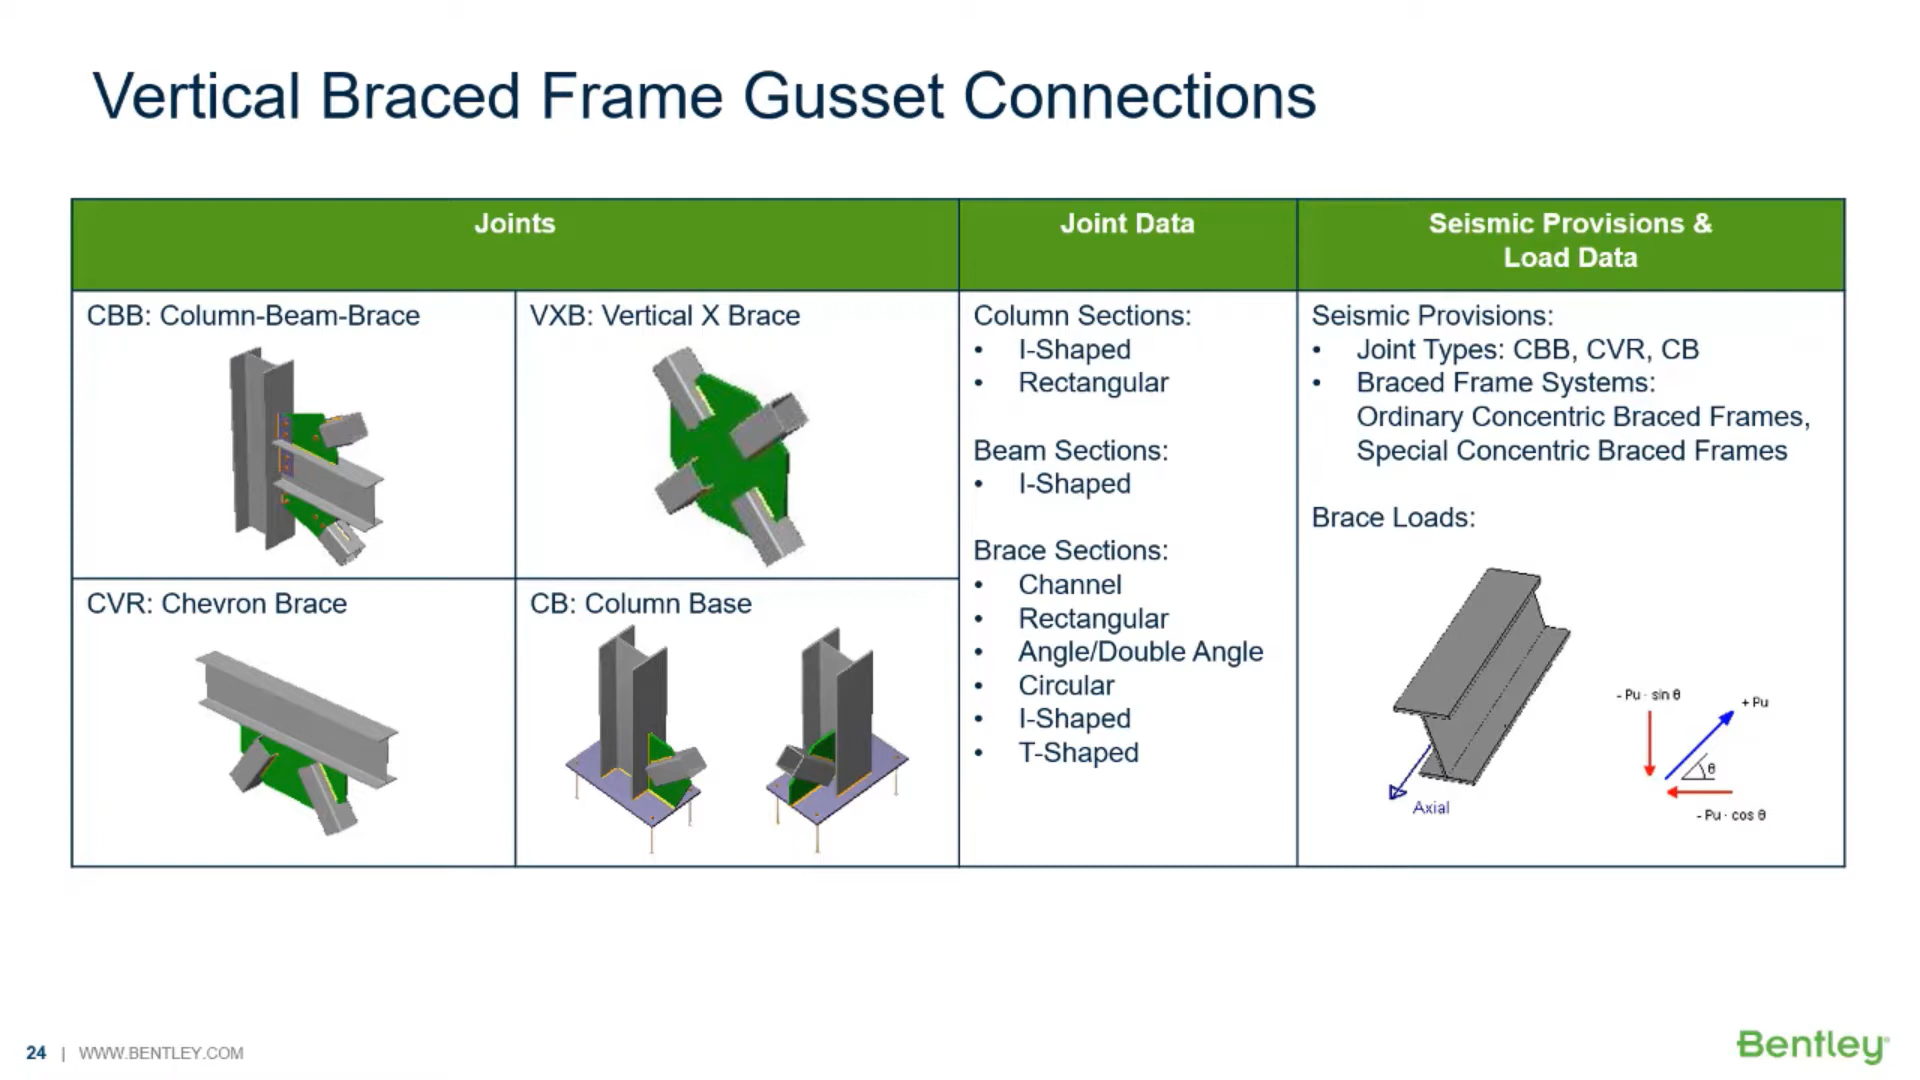 Vertical Braced Frame Gusset Connections
Joints
Joint Data
Seismic Provisions &
Load Data
CBB: Column-Beam-Brace
VXB: Vertical X Brace
CVR: Chevron Brace
CB: Column Base
Column Sections:
• I-Shaped
• Rectangular
Beam Sections:
• I-Shaped
Brace Sections:
• Channel
• Rectangular
• Angle/Double Angle
• Circular
• I-Shaped
• T-Shaped
Seismic Provisions:
• Joint Types: CBB, CVR, CB
• Braced Frame Systems:
Ordinary Concentric Braced Frames,
Special Concentric Braced Frames
Brace Loads:
Axial
- Pu · sin θ
+ Pu
θ
- Pu · cos θ
24 | WWW.BENTLEY.COM
Bentley